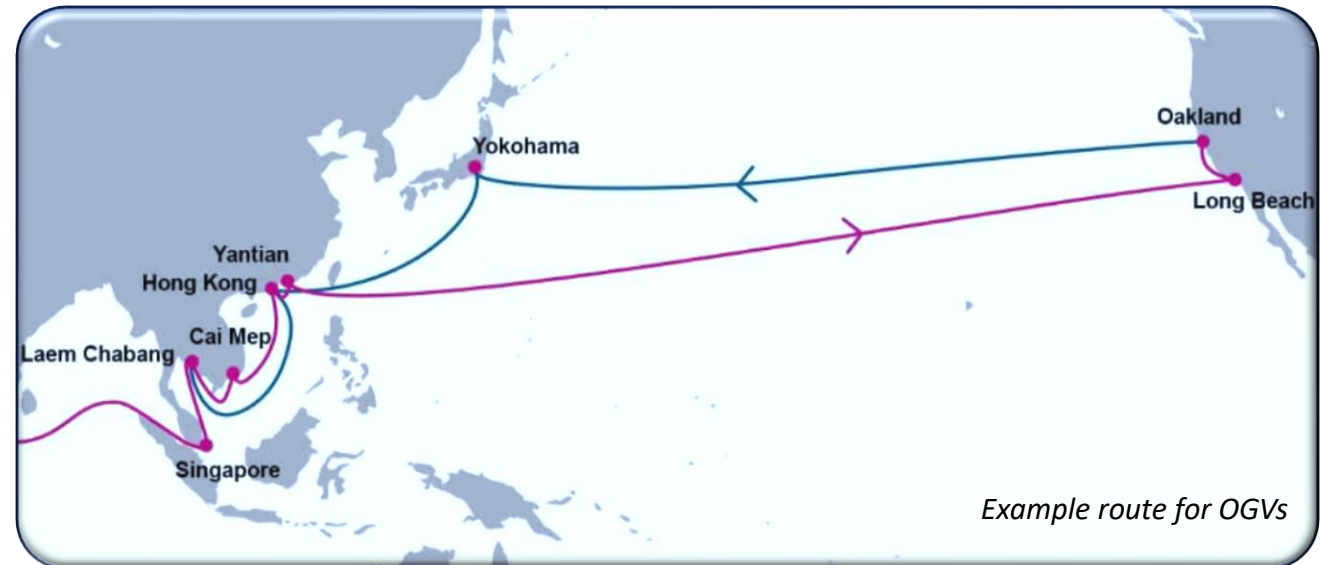 Oakland
Yokohama
Long Beach
Yantian
Hong Kong
Cai Mep
Laem Chabang
Singapore
Example route for OGVs